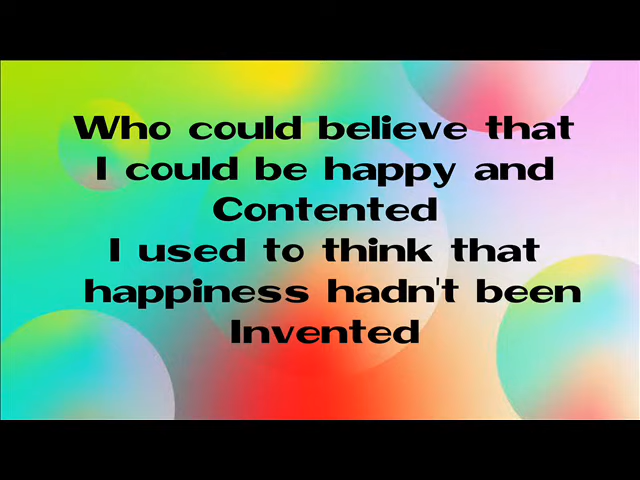 Who could believe that
I could be happy and
Contented
I used to think that
happiness hadn't been
Invented